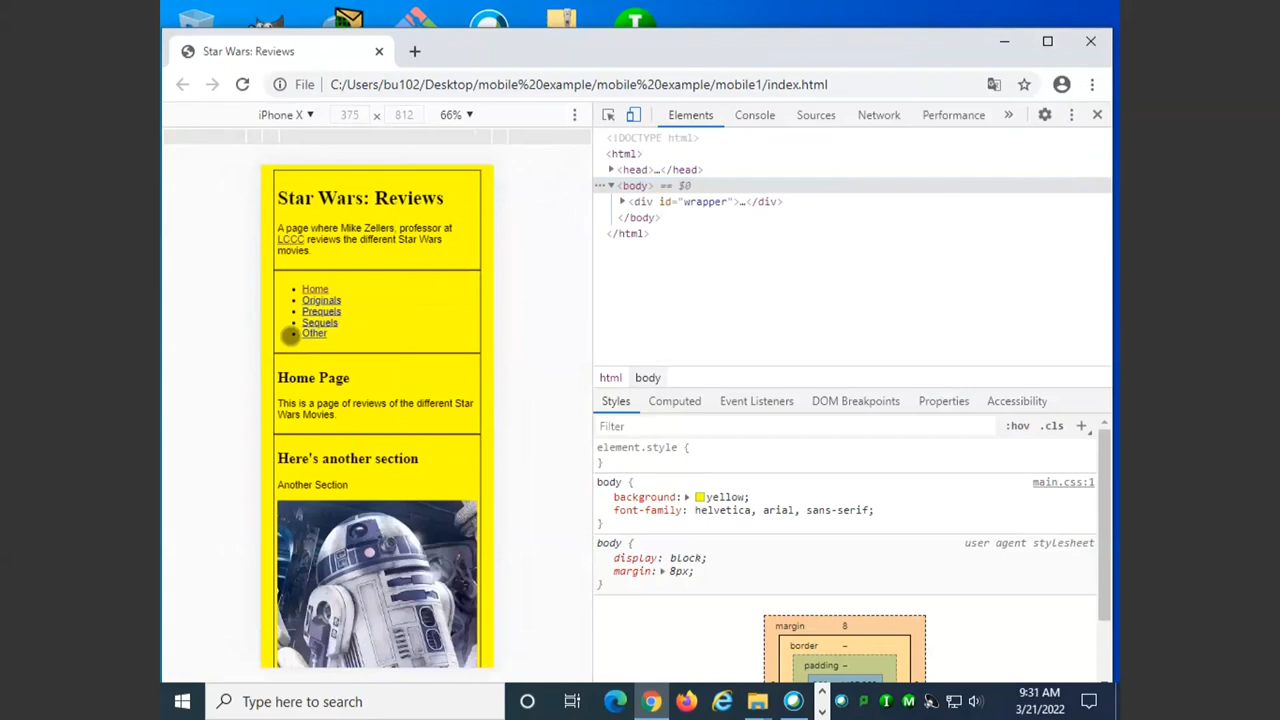 Star Wars: Reviews
File
C:/Users/bu102/Desktop/mobile%20example/mobile%20example/mobile1/index.html
iPhone X ▼ 375 × 812 66% ▼
Elements Console Sources Network Performance »
<!DOCTYPE html>
<html>
<head>…</head>
<body> == $0
<div id="wrapper">…</div>
</body>
</html>
Star Wars: Reviews
A page where Mike Zellers, professor at
LCCC reviews the different Star Wars
movies.
Home
Originals
Prequels
Sequels
Other
Home Page
This is a page of reviews of the different Star
Wars Movies.
Here's another section
Another Section
html body
Styles Computed Event Listeners DOM Breakpoints Properties Accessibility
Filter :hov .cls +
element.style {
}
body { main.css:1
background: yellow;
font-family: helvetica, arial, sans-serif;
}
body { user agent stylesheet
display: block;
margin: 8px;
}
margin 8
border –
padding –
Type here to search
9:31 AM
3/21/2022